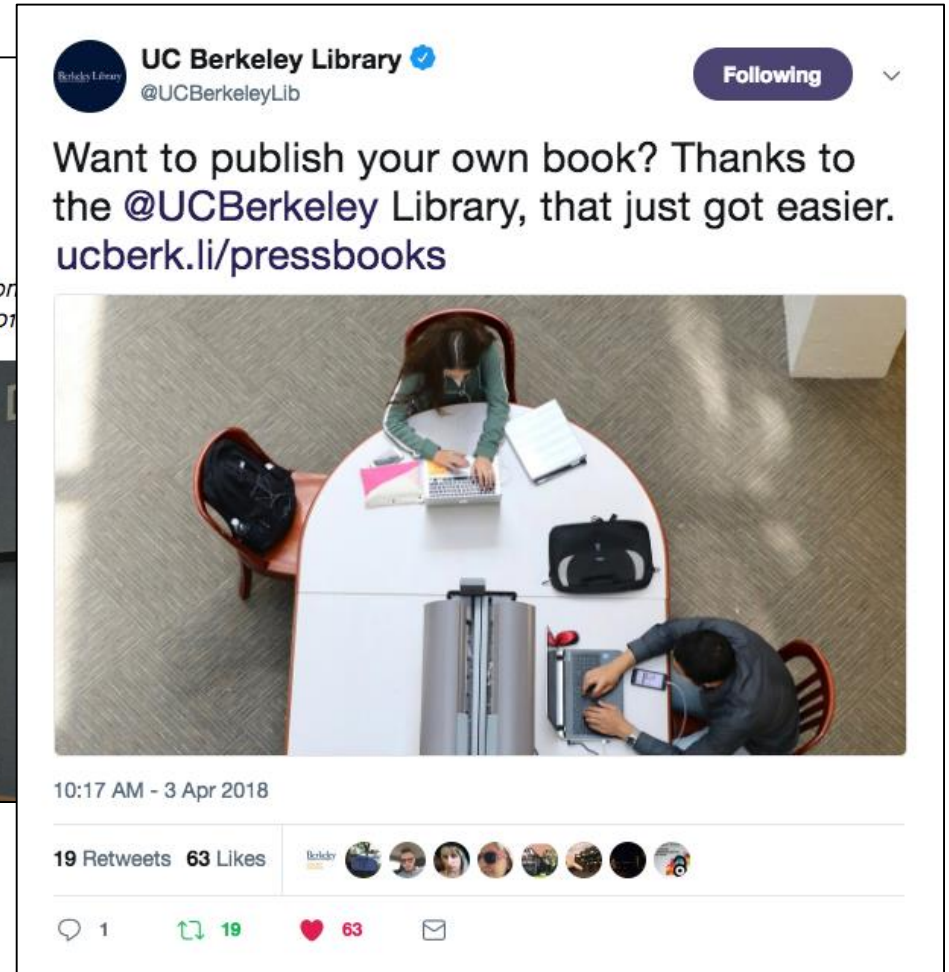 UC Berkeley Library
@UCBerkeleyLib
Following
Want to publish your own book? Thanks to
the @UCBerkeley Library, that just got easier.
ucberk.li/pressbooks
10:17 AM - 3 Apr 2018
19 Retweets 63 Likes
1 19 63